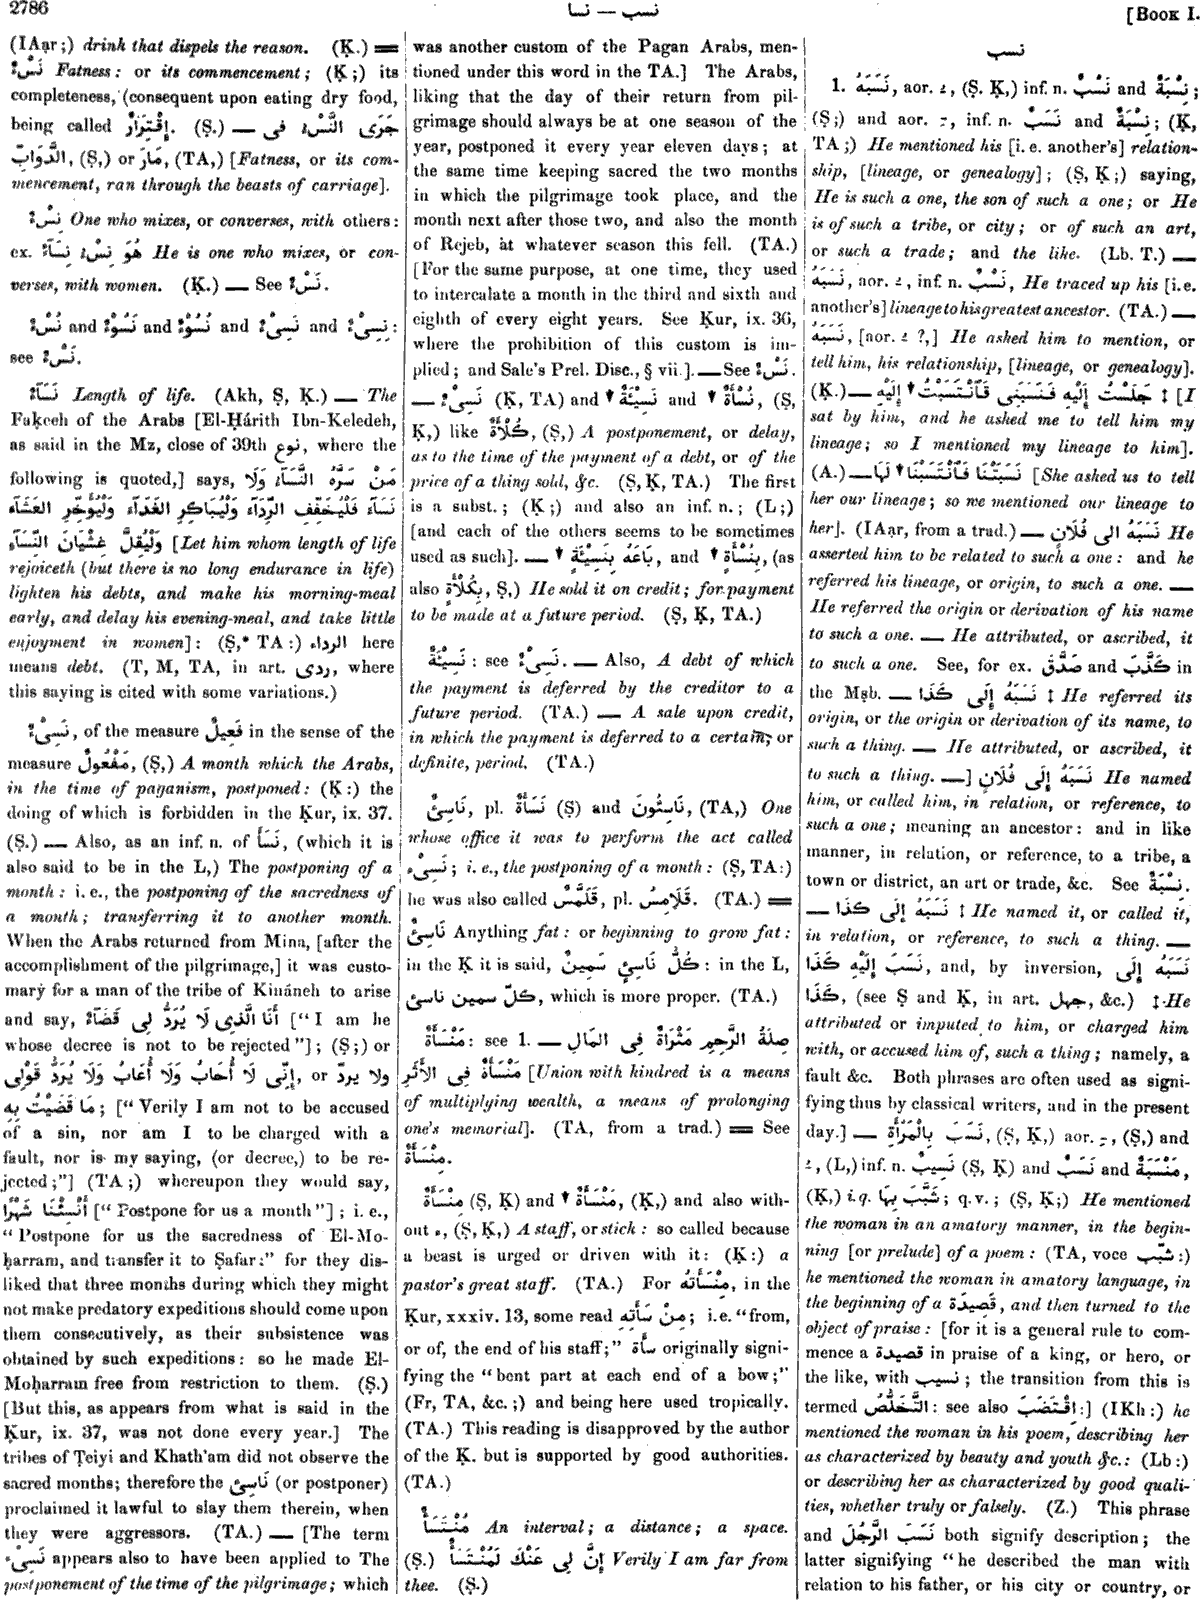 2786
نسب — نسا
[BOOK I.
(IAạr ;) drink that dispels the reason. (Ḳ.) ═
نَسْءٌ Fatness : or its commencement ; (Ḳ ;) its
completeness, (consequent upon eating dry food,
being called إِقْتِرَارٌ. (Ṣ.) — جَرَى النَّسْءُ فى
الدَّوَابِّ, (Ṣ,) or مَارَ, (TA,) [Fatness, or its com-
mencement, ran through the beasts of carriage].
نِسْءٌ One who mixes, or converses, with others :
ex. هُوَ نِسْءُ نِسَآءٍ He is one who mixes, or con-
verses, with women. (Ḳ.) — See نَسْءٌ.
نُسْءٌ and نَسُوْءٌ and نَسِىْءٌ and نِسِىْءٌ :
see نَسْءٌ.
نَسَآءٌ Length of life. (Akh, Ṣ, Ḳ.) — The
Faḳeeh of the Arabs [El-Ḥárith Ibn-Keledeh,
as said in the Mz, close of 39th نوع, where the
following is quoted,] says, مَنْ سَرَّهُ النَّسَآءُ وَلَا
نَسَآءَ فَلْيُخَفِّفِ الرِّدَآءَ وَلْيُبَاكِرِ الغَدَآءَ وَلْيُؤَخِّرِ العَشَآءَ
وَلْيُقِلَّ غِشْيَانَ النِّسَآءِ [Let him whom length of life
rejoiceth (but there is no long endurance in life)
lighten his debts, and make his morning-meal
early, and delay his evening-meal, and take little
enjoyment in women] : (Ṣ,* TA :) الرداء here
means debt. (T, M, TA, in art. ردى, where
this saying is cited with some variations.)
نَسِىْءٌ, of the measure فَعِيلٌ in the sense of the
measure مَفْعُولٌ, (Ṣ,) A month which the Arabs,
in the time of paganism, postponed : (Ḳ :) the
doing of which is forbidden in the Ḳur, ix. 37.
(Ṣ.) — Also, as an inf. n. of نَسَأَ, (which it is
also said to be in the L,) The postponing of a
month : i. e., the postponing of the sacredness of
a month ; transferring it to another month.
When the Arabs returned from Minà, [after the
accomplishment of the pilgrimage,] it was custo-
mary for a man of the tribe of Kináneh to arise
and say, أَنَا الَّذِى لَا يُرَدُّ لِى قَضَآءٌ ["I am he
whose decree is not to be rejected"] ; (Ṣ ;) or
إِنِّى لَا أُحَابُ وَلَا أُعَابُ وَلَا يُرَدُّ قَوْلِى, or ولا يردّ
مَا قَضَيْتُ بِهِ ; ["Verily I am not to be accused
of a sin, nor am I to be charged with a
fault, nor is my saying, (or decree,) to be re-
jected ;"] (TA ;) whereupon they would say,
أَنْسِئْنَا شَهْرًا ["Postpone for us a month"] ; i. e.,
"Postpone for us the sacredness of El-Mo-
ḥarram, and transfer it to Ṣafar :" for they dis-
liked that three months during which they might
not make predatory expeditions should come upon
them consecutively, as their subsistence was
obtained by such expeditions : so he made El-
Moḥarram free from restriction to them. (Ṣ.)
[But this, as appears from what is said in the
Ḳur, ix. 37, was not done every year.] The
tribes of Ṭeiyi and Khath'am did not observe the
sacred months ; therefore the نَاسِئ (or postponer)
proclaimed it lawful to slay them therein, when
they were aggressors. (TA.) — [The term
نَسِىْء appears also to have been applied to The
postponement of the time of the pilgrimage ; which
was another custom of the Pagan Arabs, men-
tioned under this word in the TA.] The Arabs,
liking that the day of their return from pil-
grimage should always be at one season of the
year, postponed it every year eleven days ; at
the same time keeping sacred the two months
in which the pilgrimage took place, and the
month next after those two, and also the month
of Rejeb, at whatever season this fell. (TA.)
[For the same purpose, at one time, they used
to intercalate a month in the third and sixth and
eighth of every eight years. See Ḳur, ix. 36,
where the prohibition of this custom is im-
plied ; and Sale's Prel. Disc., § vii.].—See نَسْءٌ.
— نَسِىْءٌ (Ḳ, TA) and ▾ نَسِيْئَةٌ and ▾ نُسْأَةٌ, (Ṣ,
Ḳ,) like كُلْأَةٌ, (Ṣ,) A postponement, or delay,
as to the time of the payment of a debt, or of the
price of a thing sold, &c. (Ṣ, Ḳ, TA.) The first
is a subst. ; (Ḳ ;) and also an inf. n. ; (L ;)
[and each of the others seems to be sometimes
used as such]. — ▾ بَاعَهُ بِنَسِيْئَةٍ, and ▾ بِنُسْأَةٍ, (as
also بِكُلْأَةٍ, Ṣ,) He sold it on credit ; for payment
to be made at a future period. (Ṣ, Ḳ, TA.)
نَسِيْئَةٌ : see نَسِىْءٌ. — Also, A debt of which
the payment is deferred by the creditor to a
future period. (TA.) — A sale upon credit,
in which the payment is deferred to a certain, or
definite, period. (TA.)
نَاسِئٌ, pl. نَسَأَةٌ (Ṣ) and نَاسِئُونَ, (TA,) One
whose office it was to perform the act called
نَسِىْء ; i. e., the postponing of a month : (Ṣ, TA :)
he was also called قَلَمَّسٌ, pl. قَلَامِسُ. (TA.) ═
نَاسِئٌ Anything fat : or beginning to grow fat :
in the Ḳ it is said, كُلُّ نَاسِئٍ سَمِينٌ : in the L,
كلّ سمين ناسئ, which is more proper. (TA.)
مَنْسَأَةٌ : see 1. — صِلَةُ الرَّحِمِ مَثْرَاةٌ فِى المَالِ
مَنْسَأَةٌ فِى الأَثَرِ [Union with kindred is a means
of multiplying wealth, a means of prolonging
one's memorial]. (TA, from a trad.) ═ See
مِنْسَأَةٌ.
مِنْسَأَةٌ (Ṣ, Ḳ) and ▾ مَنْسَأَةٌ, (Ḳ,) and also with-
out ء, (Ṣ, Ḳ,) A staff, or stick : so called because
a beast is urged or driven with it : (Ḳ :) a
pastor's great staff. (TA.) For مِنْسَأَتَهُ, in the
Ḳur, xxxiv. 13, some read مِنْ سَأَتِهِ ; i. e. "from,
or of, the end of his staff ;" سَأَةٌ originally signi-
fying the "bent part at each end of a bow ;"
(Fr, TA, &c. ;) and being here used tropically.
(TA.) This reading is disapproved by the author
of the Ḳ. but is supported by good authorities.
(TA.)
مُنْتَسَأٌ An interval ; a distance ; a space.
(Ṣ.) إِنَّ لِى عَنْكَ لَمُنْتَسَأً Verily I am far from
thee. (Ṣ.)
نسب
1. نَسَبَهُ, aor. ـُ, (Ṣ, Ḳ,) inf. n. نَسْبٌ and نِسْبَةٌ ;
(Ṣ ;) and aor. ـِ, inf. n. نَسَبٌ and نِسْبَةٌ ; (Ḳ,
TA ;) He mentioned his [i. e. another's] relation-
ship, [lineage, or genealogy] ; (Ṣ, Ḳ ;) saying,
He is such a one, the son of such a one ; or He
is of such a tribe, or city ; or of such an art,
or such a trade ; and the like. (Lb. T.) —
نَسَبَهُ, aor. ـُ, inf. n. نَسْبٌ, He traced up his [i. e.
another's] lineage to his greatest ancestor. (TA.) —
نَسَبَهُ, [aor. ـُ ?,] He asked him to mention, or
tell him, his relationship, [lineage, or genealogy].
(Ḳ.) — جَلَسْتُ إِلَيْهِ فَنَسَبَنِى فَٱنْتَسَبْتُ▾ إِلَيْهِ ‡ [I
sat by him, and he asked me to tell him my
lineage ; so I mentioned my lineage to him].
(A.) — نَسَبَتْنَا فَٱنْتَسَبْنَا▾ لَهَا [She asked us to tell
her our lineage ; so we mentioned our lineage to
her]. (IAạr, from a trad.) — نَسَبَهُ الى فُلَانٍ He
asserted him to be related to such a one : and he
referred his lineage, or origin, to such a one. —
He referred the origin or derivation of his name
to such a one. — He attributed, or ascribed, it
to such a one. See, for ex. صَدَّقَ and كَذَّبَ in
the Mṣb. — نَسَبَهُ إِلَى كَذَا ‡ He referred its
origin, or the origin or derivation of its name, to
such a thing. — He attributed, or ascribed, it
to such a thing. —] نَسَبَهُ إِلَى فُلَانٍ He named
him, or called him, in relation, or reference, to
such a one ; meaning an ancestor : and in like
manner, in relation, or reference, to a tribe, a
town or district, an art or trade, &c. See نِسْبَةٌ.
— نَسَبَهُ إِلَى كَذَا ‡ He named it, or called it,
in relation, or reference, to such a thing. —
نَسَبَ إِلَيْهِ كَذَا, and, by inversion, نَسَبَهُ إِلَى
كَذَا, (see Ṣ and Ḳ, in art. جهل, &c.) ‡ He
attributed or imputed to him, or charged him
with, or accused him of, such a thing ; namely, a
fault &c. Both phrases are often used as signi-
fying thus by classical writers, and in the present
day.] — نَسَبَ بِالْمَرْأَةِ, (Ṣ, Ḳ,) aor. ـِ, (Ṣ,) and
ـُ, (L,) inf. n. نَسِيبٌ (Ṣ, Ḳ) and نَسَبٌ and مَنْسِبَةٌ,
(Ḳ,) i. q. شَبَّبَ بِهَا ; q. v. ; (Ṣ, Ḳ ;) He mentioned
the woman in an amatory manner, in the begin-
ning [or prelude] of a poem : (TA, voce شبّب :)
he mentioned the woman in amatory language, in
the beginning of a قَصِيدَة, and then turned to the
object of praise : [for it is a general rule to com-
mence a قصيدة in praise of a king, or hero, or
the like, with نسيب ; the transition from this is
termed التَّخَلُّصُ : see also إِقْتَضَبَ :] (IKh :) he
mentioned the woman in his poem, describing her
as characterized by beauty and youth &c. : (Lb :)
or describing her as characterized by good quali-
ties, whether truly or falsely. (Z.) This phrase
and نَسَبَ الرَّجُلَ both signify description ; the
latter signifying "he described the man with
relation to his father, or his city or country, or